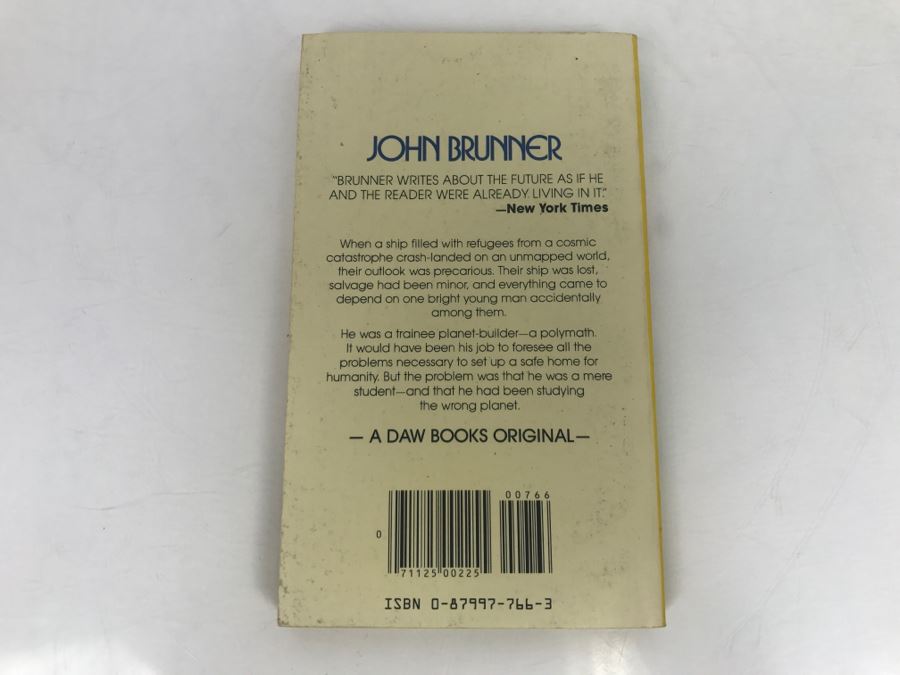 JOHN BRUNNER
"BRUNNER WRITES ABOUT THE FUTURE AS IF HE
AND THE READER WERE ALREADY LIVING IN IT."
—New York Times
When a ship filled with refugees from a cosmic
catastrophe crash-landed on an unmapped world,
their outlook was precarious. Their ship was lost,
salvage had been minor, and everything came to
depend on one bright young man accidentally
among them.
He was a trainee planet-builder—a polymath.
It would have been his job to foresee all the
problems necessary to set up a safe home for
humanity. But the problem was that he was a mere
student—and that he had been studying
the wrong planet.
— A DAW BOOKS ORIGINAL—
00766
0
71125 00225
ISBN 0-87997-766-3